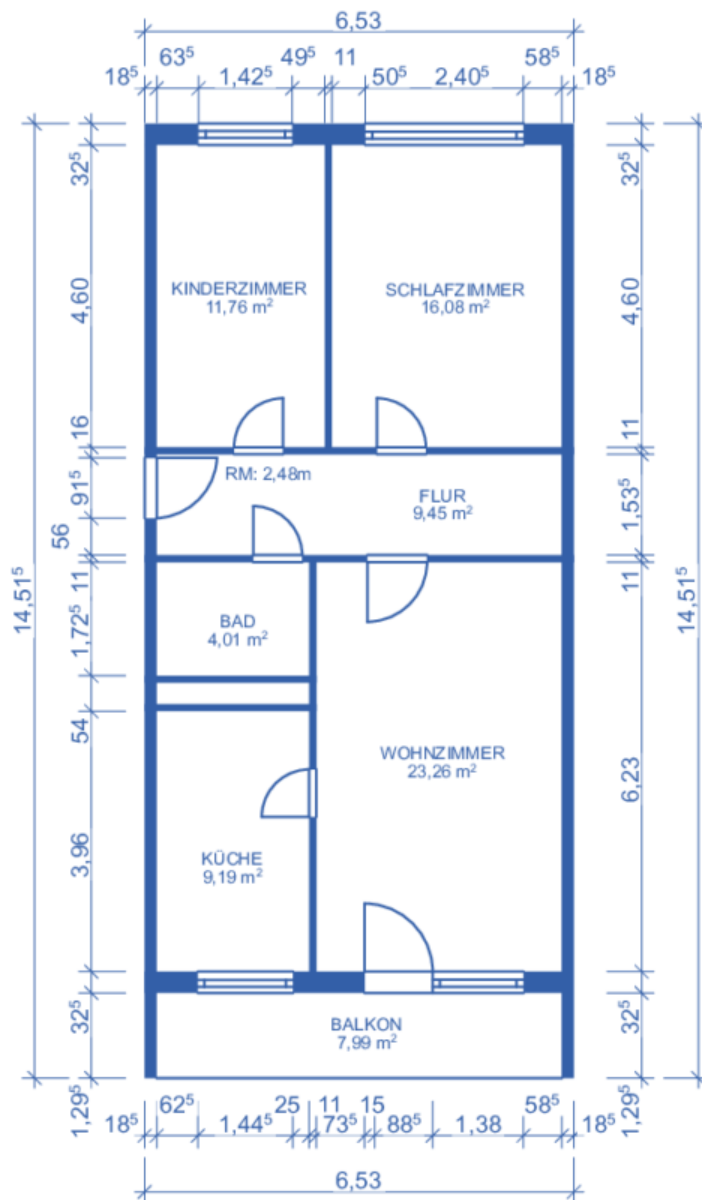 6,53
63⁵ 49⁵ 11 58⁵
18⁵ 1,42⁵ 50⁵ 2,40⁵ 18⁵
32⁵
32⁵
4,60
KINDERZIMMER
11,76 m²
SCHLAFZIMMER
16,08 m²
4,60
16
11
91⁵
RM: 2,48m
FLUR
9,45 m²
1,53⁵
56
14,51⁵
11
11
14,51⁵
1,72⁵
BAD
4,01 m²
54
WOHNZIMMER
23,26 m²
6,23
3,96
KÜCHE
9,19 m²
32⁵
BALKON
7,99 m²
32⁵
1,29⁵
1,29⁵
62⁵ 25 11 15 58⁵
18⁵ 1,44⁵ 73⁵ 88⁵ 1,38 18⁵
6,53